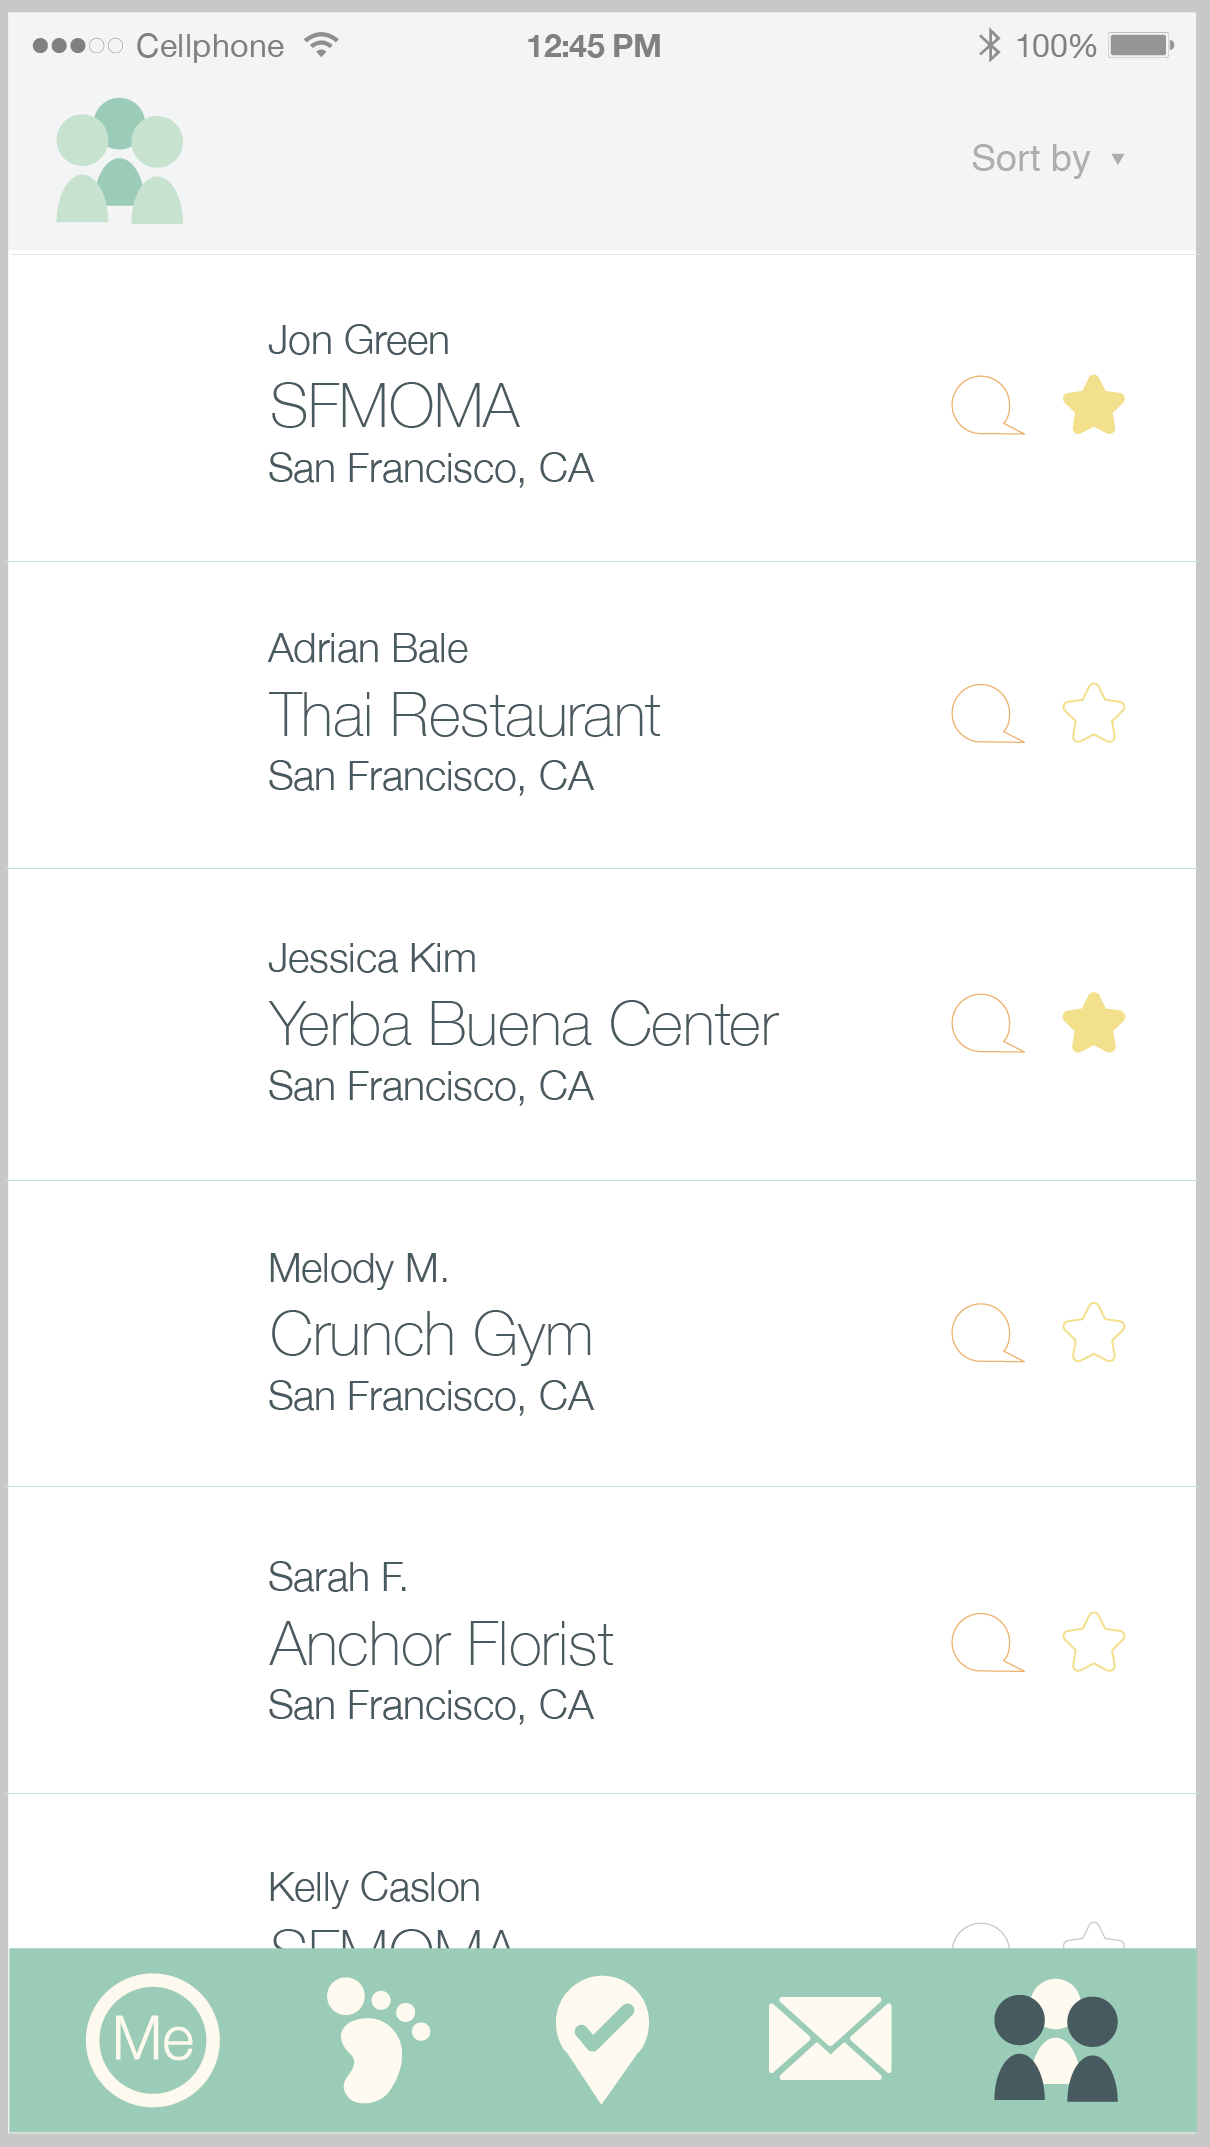 Cellphone 12:45 PM 100%
Sort by
Jon Green
SFMOMA
San Francisco, CA
Adrian Bale
Thai Restaurant
San Francisco, CA
Jessica Kim
Yerba Buena Center
San Francisco, CA
Melody M.
Crunch Gym
San Francisco, CA
Sarah F.
Anchor Florist
San Francisco, CA
Kelly Caslon
SFMOMA
Me